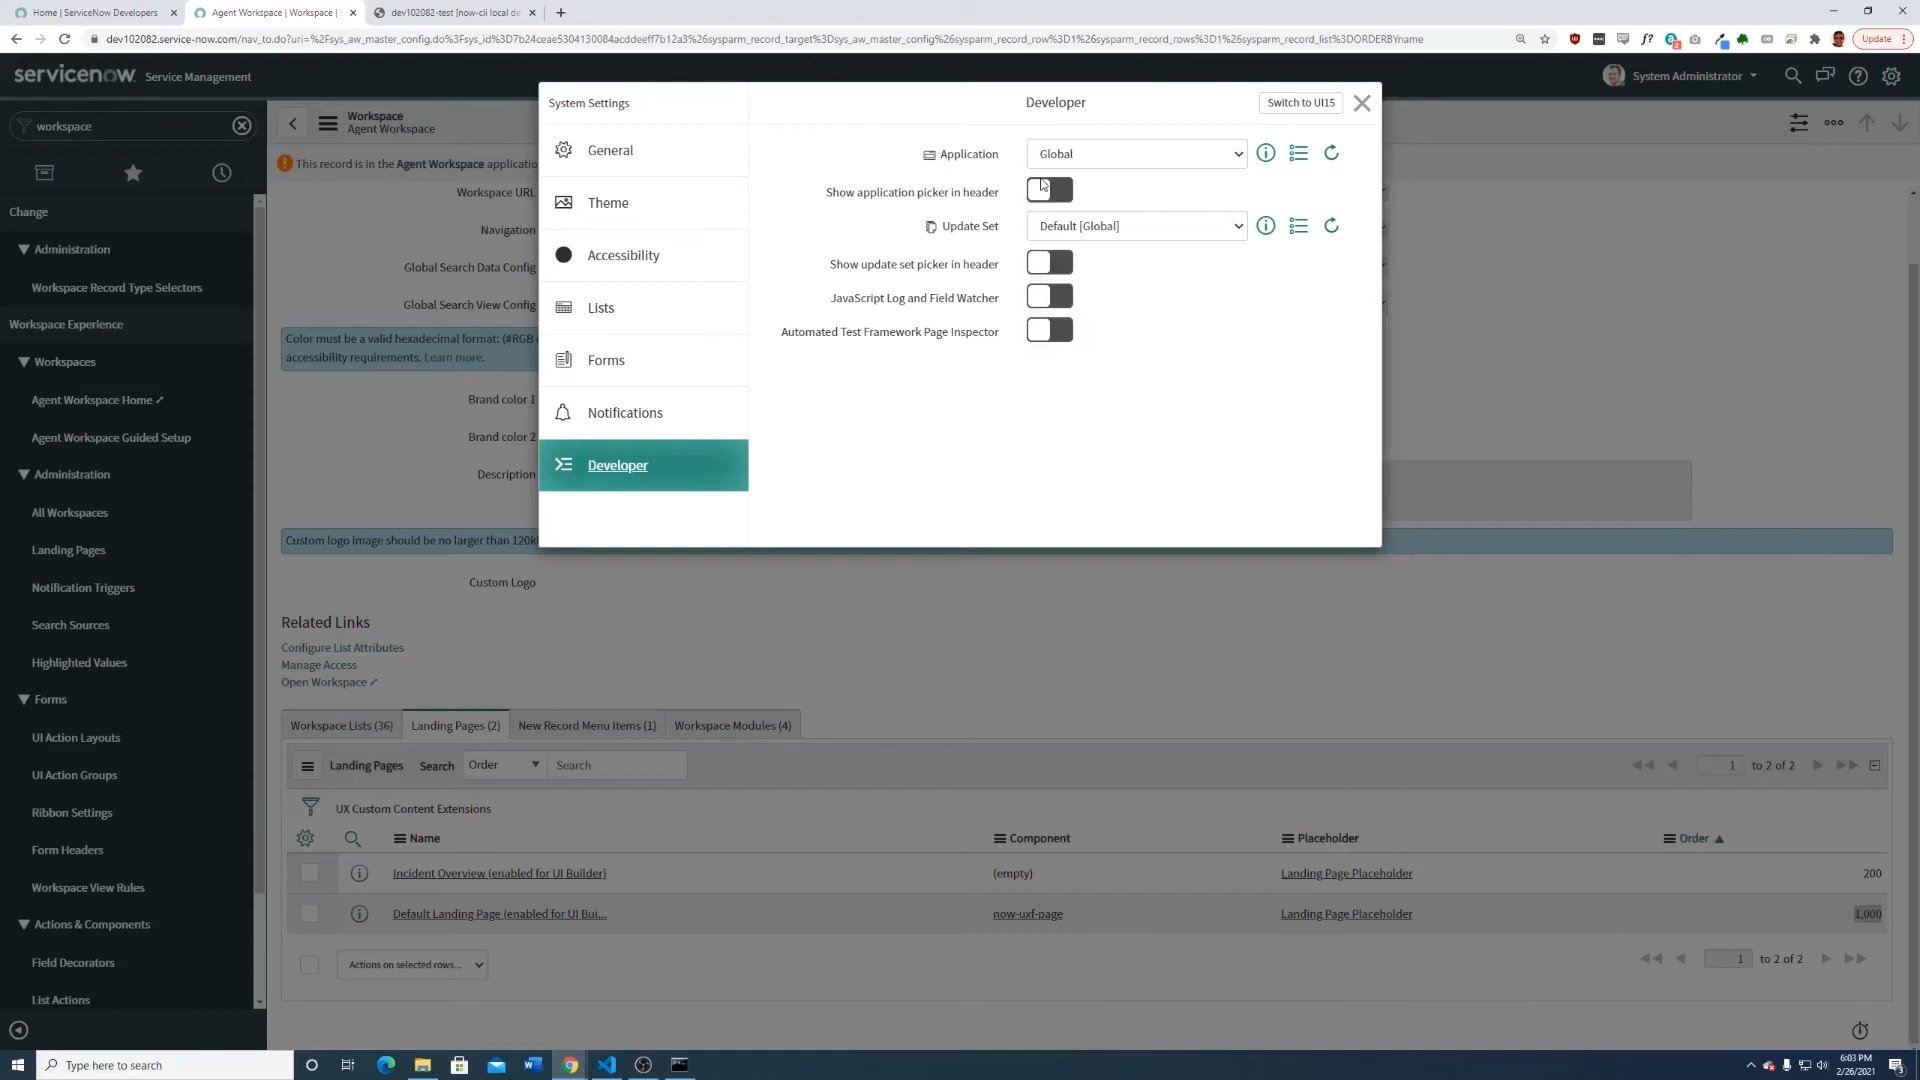 Home | ServiceNow Developers
Agent Workspace | Workspace |
dev102082-test [now-cli local de
dev102082.service-now.com/nav_to.do?uri=%2Fsys_aw_master_config.do%3Fsys_id%3D7b24ceae5304130084acddeeff7b12a3%26sysparm_record_target%3Dsys_aw_master_config%26sysparm_record_row%3D1%26sysparm_record_rows%3D1%26sysparm_record_list%3DORDERBYname
Update
servicenow Service Management
System Administrator
workspace
Change
Administration
Workspace Record Type Selectors
Workspace Experience
Workspaces
Agent Workspace Home
Agent Workspace Guided Setup
Administration
All Workspaces
Landing Pages
Notification Triggers
Search Sources
Highlighted Values
Forms
UI Action Layouts
UI Action Groups
Ribbon Settings
Form Headers
Workspace View Rules
Actions & Components
Field Decorators
List Actions
Workspace
Agent Workspace
This record is in the Agent Workspace applicatio
Workspace URL
Navigation
Global Search Data Config
Global Search View Config
Color must be a valid hexadecimal format: (#RGB
accessibility requirements. Learn more.
Brand color 1
Brand color 2
Description
Custom logo image should be no larger than 120k
Custom Logo
System Settings
General
Theme
Accessibility
Lists
Forms
Notifications
Developer
Developer
Switch to UI15
Application
Global
Show application picker in header
Update Set
Default [Global]
Show update set picker in header
JavaScript Log and Field Watcher
Automated Test Framework Page Inspector
Related Links
Configure List Attributes
Manage Access
Open Workspace
Workspace Lists (36)
Landing Pages (2)
New Record Menu Items (1)
Workspace Modules (4)
Landing Pages Search Order Search
1 to 2 of 2
UX Custom Content Extensions
Name Component Placeholder Order
Incident Overview (enabled for UI Builder) (empty) Landing Page Placeholder 200
Default Landing Page (enabled for UI Bui... now-uxf-page Landing Page Placeholder 1,000
Actions on selected rows...
1 to 2 of 2
Type here to search
6:03 PM
2/26/2021
3